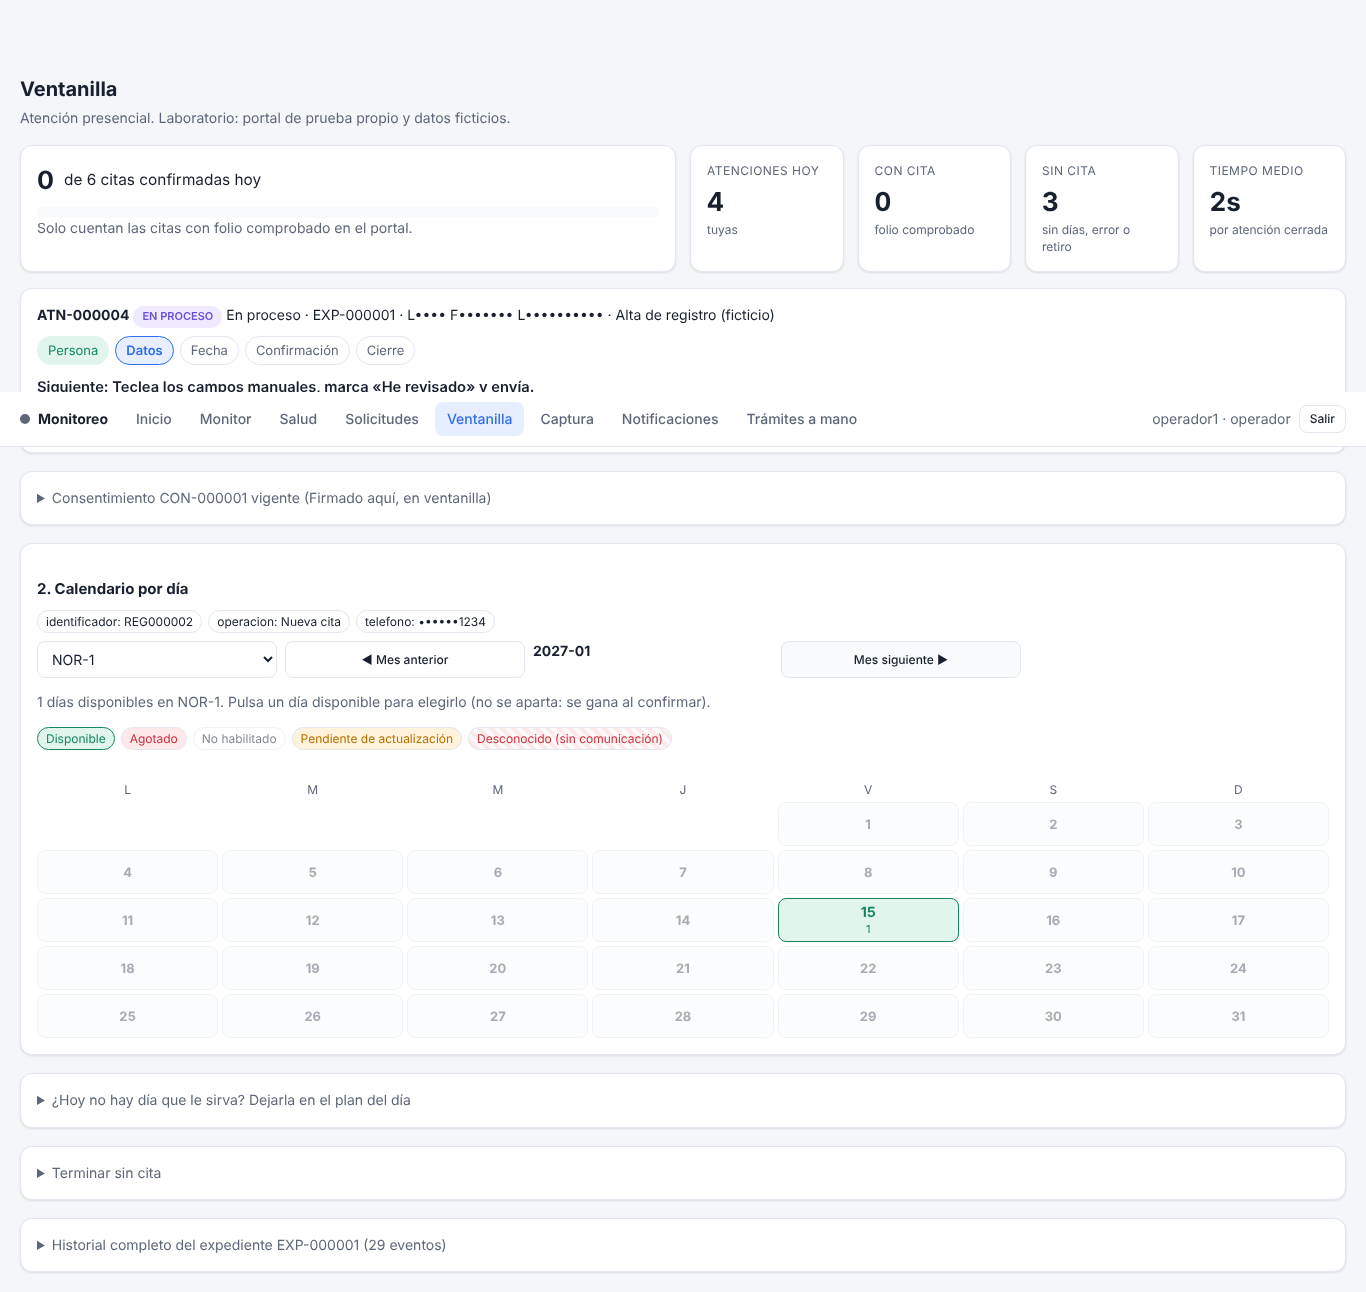 Ventanilla
Atención presencial. Laboratorio: portal de prueba propio y datos ficticios.
0 de 6 citas confirmadas hoy
Solo cuentan las citas con folio comprobado en el portal.
ATENCIONES HOY
4
tuyas
CON CITA
0
folio comprobado
SIN CITA
3
sin días, error o
retiro
TIEMPO MEDIO
2s
por atención cerrada
ATN-000004 EN PROCESO En proceso · EXP-000001 · L•••• F••••••• L•••••••••• · Alta de registro (ficticio)
Persona Datos Fecha Confirmación Cierre
Siguiente: Teclea los campos manuales, marca «He revisado» y envía.
Monitoreo Inicio Monitor Salud Solicitudes Ventanilla Captura Notificaciones Trámites a mano operador1 · operador Salir
▶ Consentimiento CON-000001 vigente (Firmado aquí, en ventanilla)
2. Calendario por día
identificador: REG000002 operacion: Nueva cita telefono: ••••••1234
NOR-1 ◀ Mes anterior 2027-01 Mes siguiente ▶
1 días disponibles en NOR-1. Pulsa un día disponible para elegirlo (no se aparta: se gana al confirmar).
Disponible Agotado No habilitado Pendiente de actualización Desconocido (sin comunicación)
L M M J V S D
1 2 3
4 5 6 7 8 9 10
11 12 13 14 15 16 17
1
18 19 20 21 22 23 24
25 26 27 28 29 30 31
▶ ¿Hoy no hay día que le sirva? Dejarla en el plan del día
▶ Terminar sin cita
▶ Historial completo del expediente EXP-000001 (29 eventos)